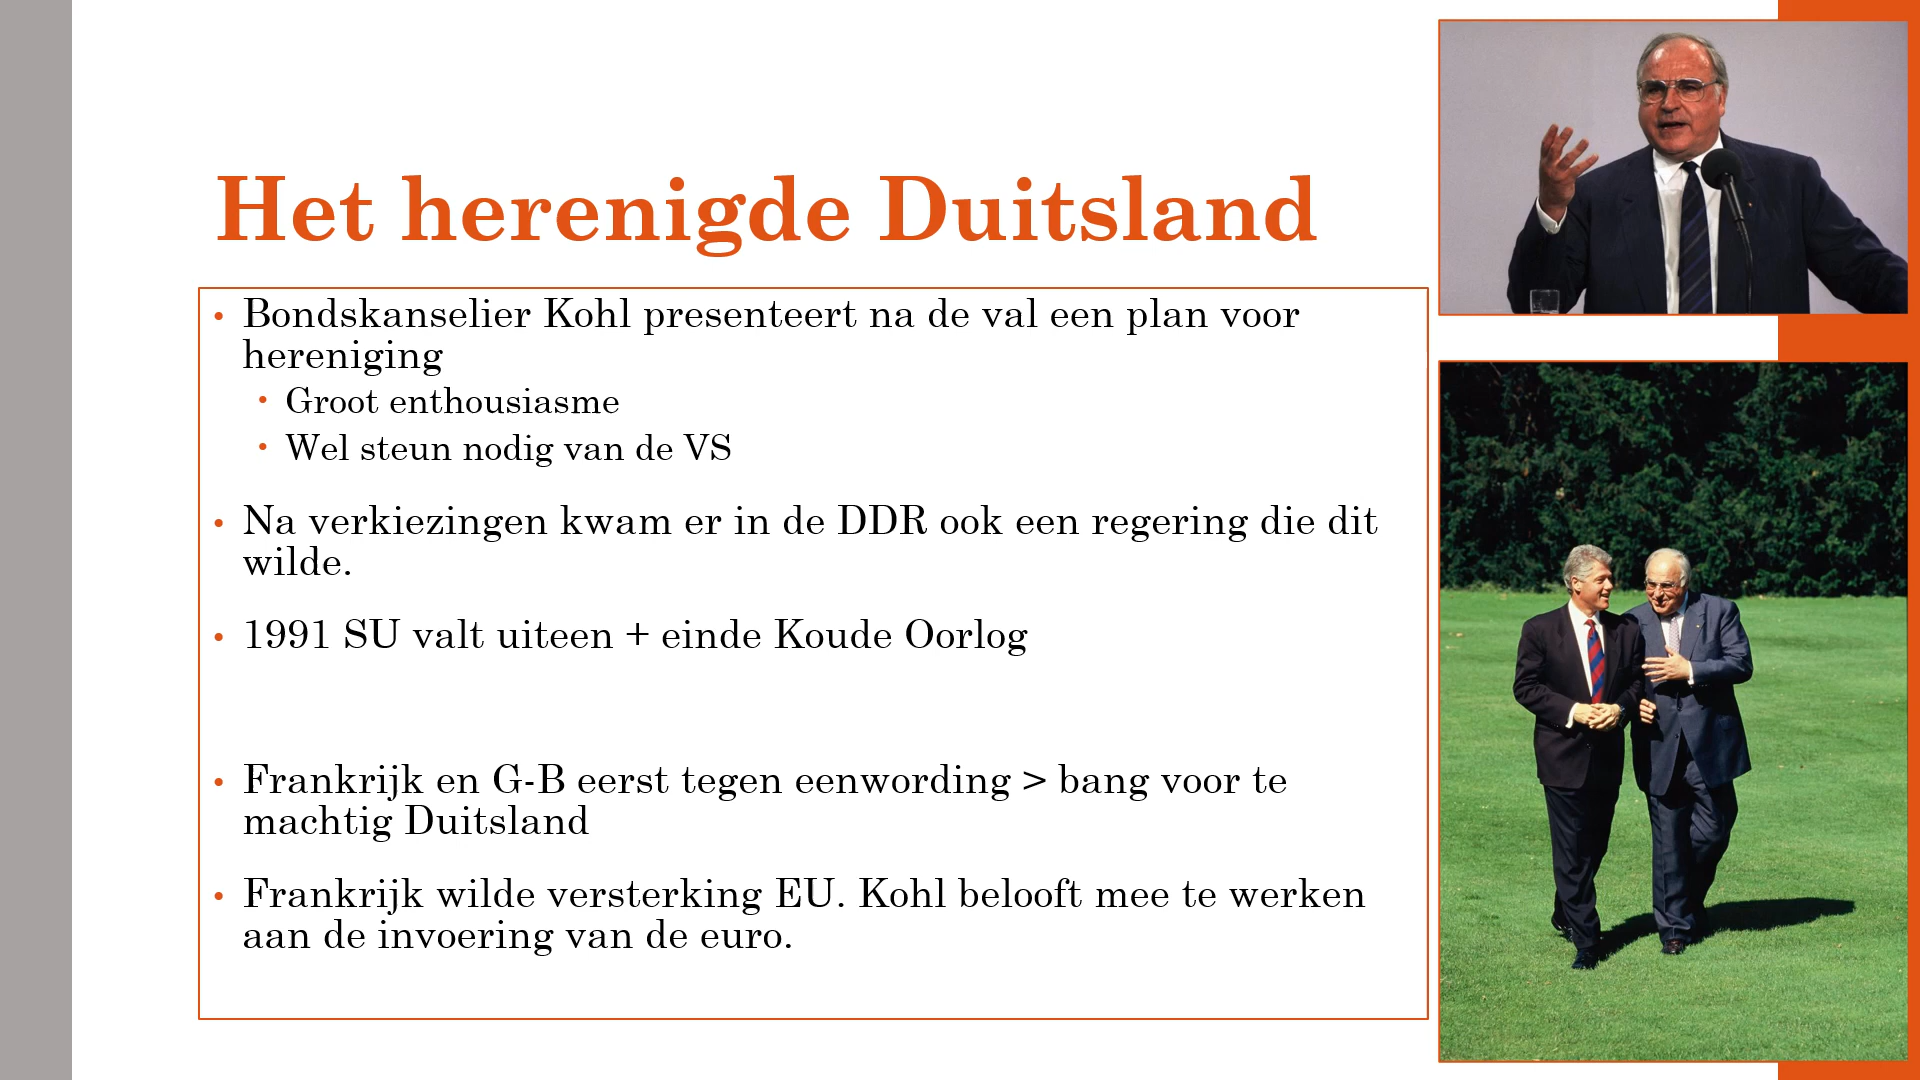 Het herenigde Duitsland
• Bondskanselier Kohl presenteert na de val een plan voor
hereniging
• Groot enthousiasme
• Wel steun nodig van de VS
• Na verkiezingen kwam er in de DDR ook een regering die dit
wilde.
• 1991 SU valt uiteen + einde Koude Oorlog
• Frankrijk en G-B eerst tegen eenwording > bang voor te
machtig Duitsland
• Frankrijk wilde versterking EU. Kohl belooft mee te werken
aan de invoering van de euro.